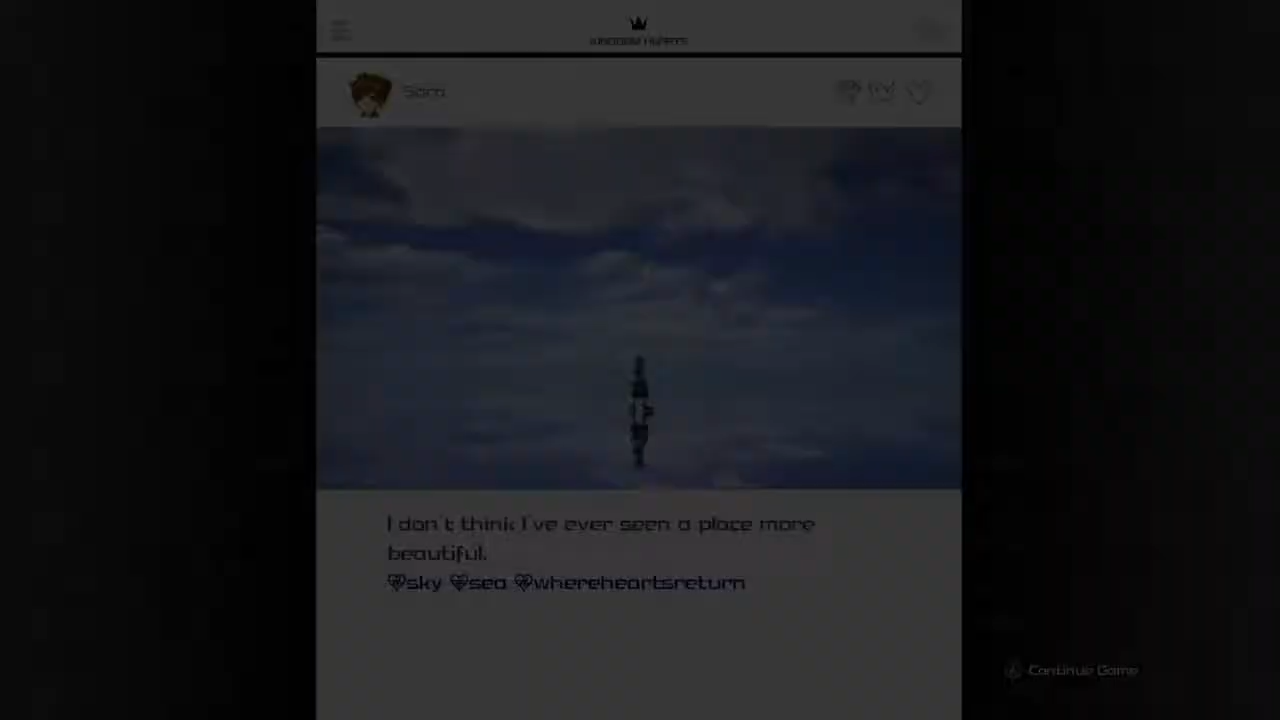 KINGDOM HEARTS
Sora
I don't think I've ever seen a place more
beautiful.
sky sea whereheartsreturn
Continue Game